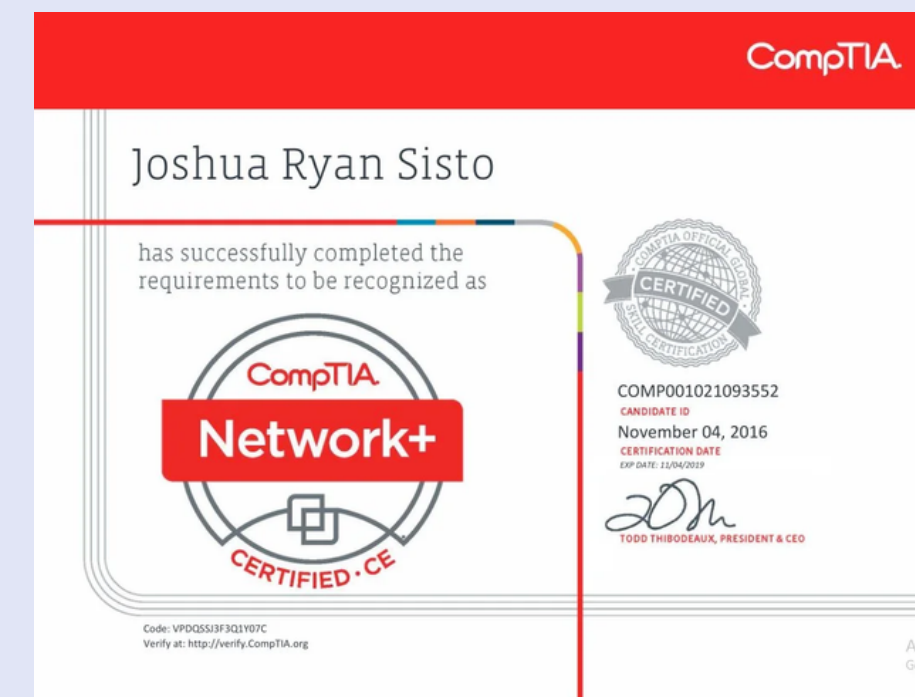 CompTIA.
Joshua Ryan Sisto
has successfully completed the
requirements to be recognized as
CompTIA.
Network+
CERTIFIED · CE
COMPTIA OFFICIAL GLOBAL
CERTIFIED
SKILL CERTIFICATION
COMP001021093552
CANDIDATE ID
November 04, 2016
CERTIFICATION DATE
EXP DATE: 11/04/2019
TODD THIBODEAUX, PRESIDENT & CEO
Code: VPDQSSJ3F3Q1Y07C
Verify at: http://verify.CompTIA.org